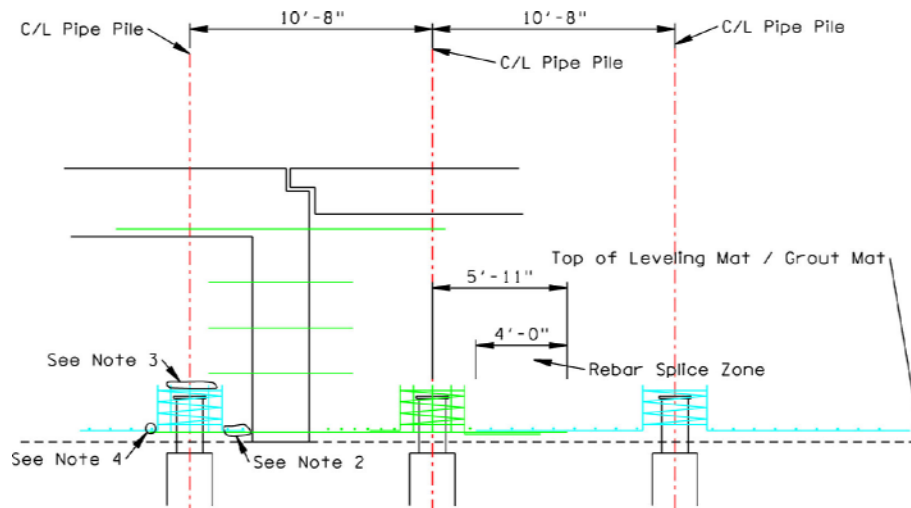 10'-8"
10'-8"
C/L Pipe Pile
C/L Pipe Pile
C/L Pipe Pile
Top of Leveling Mat / Grout Mat
5'-11"
4'-0"
See Note 3
Rebar Splice Zone
See Note 4
See Note 2